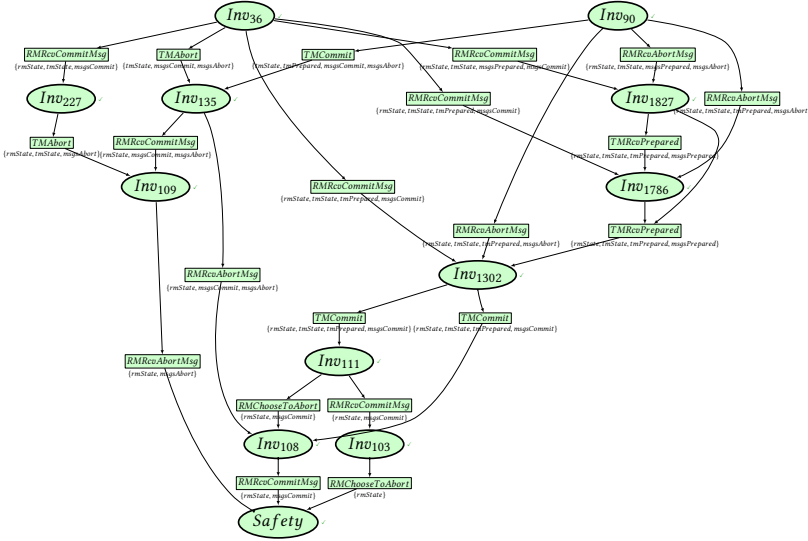 Inv36
Inv90
RMRcvCommitMsg
{rmState, tmState, msgsCommit}
TMAbort
{tmState, msgsCommit, msgsAbort}
TMCommit
{tmState, tmPrepared, msgsCommit, msgsAbort}
RMRcvCommitMsg
{rmState, tmState, msgsPrepared, msgsCommit}
RMRcvAbortMsg
{rmState, tmState, msgsPrepared, msgsAbort}
Inv227
Inv135
RMRcvCommitMsg
{rmState, tmState, tmPrepared, msgsCommit}
Inv1827
RMRcvAbortMsg
{rmState, tmState, tmPrepared, msgsAbort
TMAbort
{rmState, tmState, msgsAbort}
RMRcvCommitMsg
{rmState, msgsCommit, msgsAbort}
TMRcvPrepared
{rmState, tmState, tmPrepared, msgsPrepared}
Inv109
RMRcvCommitMsg
{rmState, tmState, tmPrepared, msgsCommit}
Inv1786
RMRcvAbortMsg
{rmState, tmState, tmPrepared, msgsAbort}
TMRcvPrepared
{rmState, tmState, tmPrepared, msgsPrepared}
RMRcvAbortMsg
{rmState, msgsCommit, msgsAbort}
Inv1302
TMCommit
{rmState, tmState, tmPrepared, msgsCommit}
TMCommit
{rmState, tmState, tmPrepared, msgsCommit}
RMRcvAbortMsg
{rmState, msgsAbort}
Inv111
RMChooseToAbort
{rmState, msgsCommit}
RMRcvCommitMsg
{rmState, msgsCommit}
Inv108
Inv103
RMRcvCommitMsg
{rmState, msgsCommit}
RMChooseToAbort
{rmState}
Safety